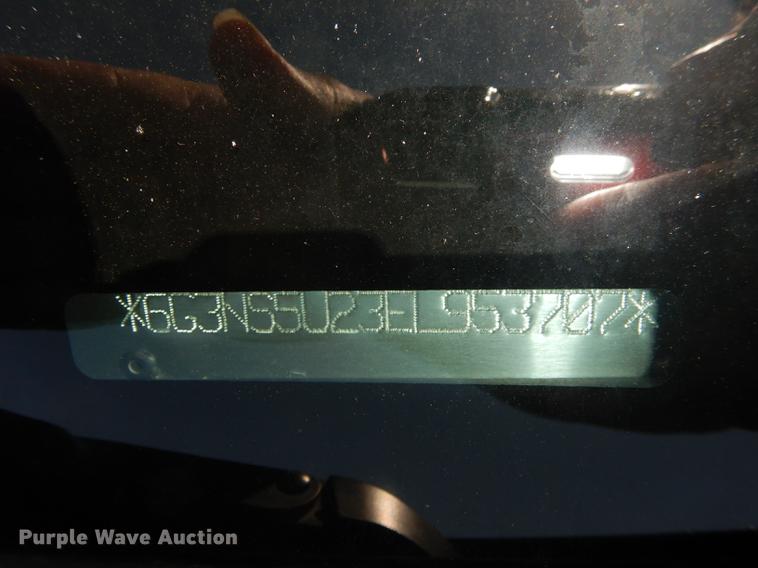 *6G3NS5U23EL953707*
Purple Wave Auction